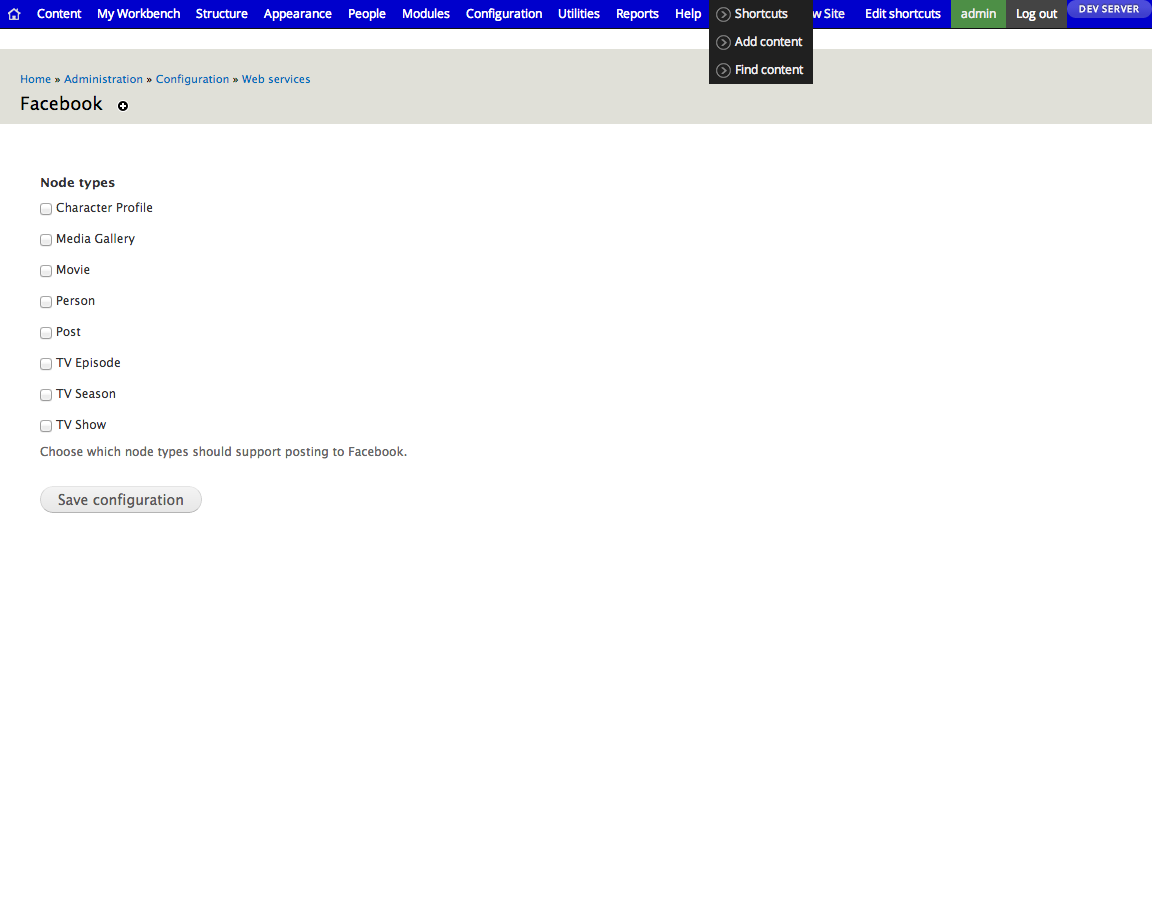 Content My Workbench Structure Appearance People Modules Configuration Utilities Reports Help Shortcuts w Site Edit shortcuts admin Log out DEV SERVER
Add content
Find content
Home » Administration » Configuration » Web services
Facebook
Node types
Character Profile
Media Gallery
Movie
Person
Post
TV Episode
TV Season
TV Show
Choose which node types should support posting to Facebook.
Save configuration